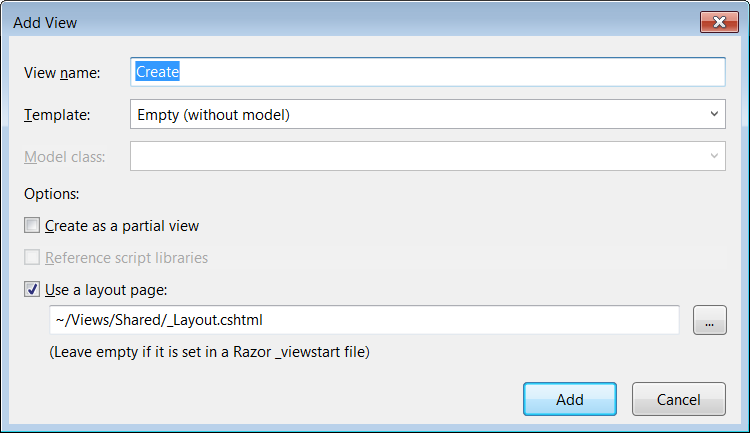 Add View
View name: Create
Template: Empty (without model)
Model class:
Options:
Create as a partial view
Reference script libraries
Use a layout page:
~/Views/Shared/_Layout.cshtml ...
(Leave empty if it is set in a Razor _viewstart file)
Add Cancel